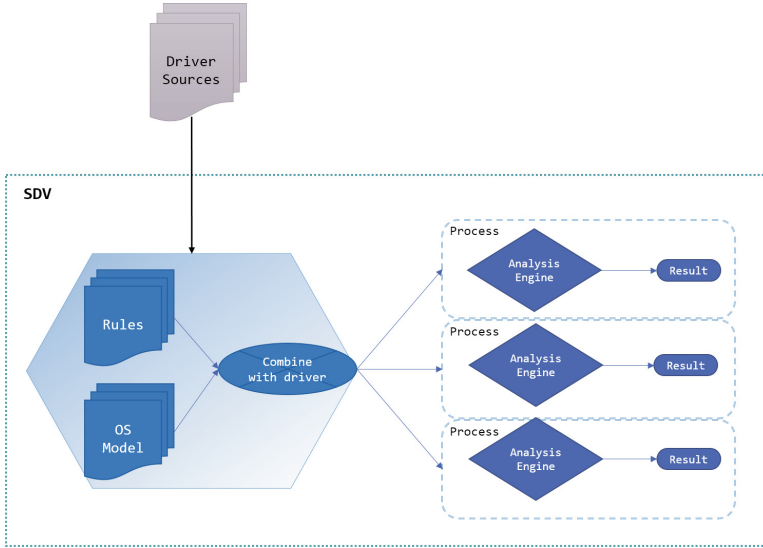 Driver
Sources
SDV
Rules
OS
Model
Combine
with driver
Process
Analysis
Engine
Result
Process
Analysis
Engine
Result
Process
Analysis
Engine
Result